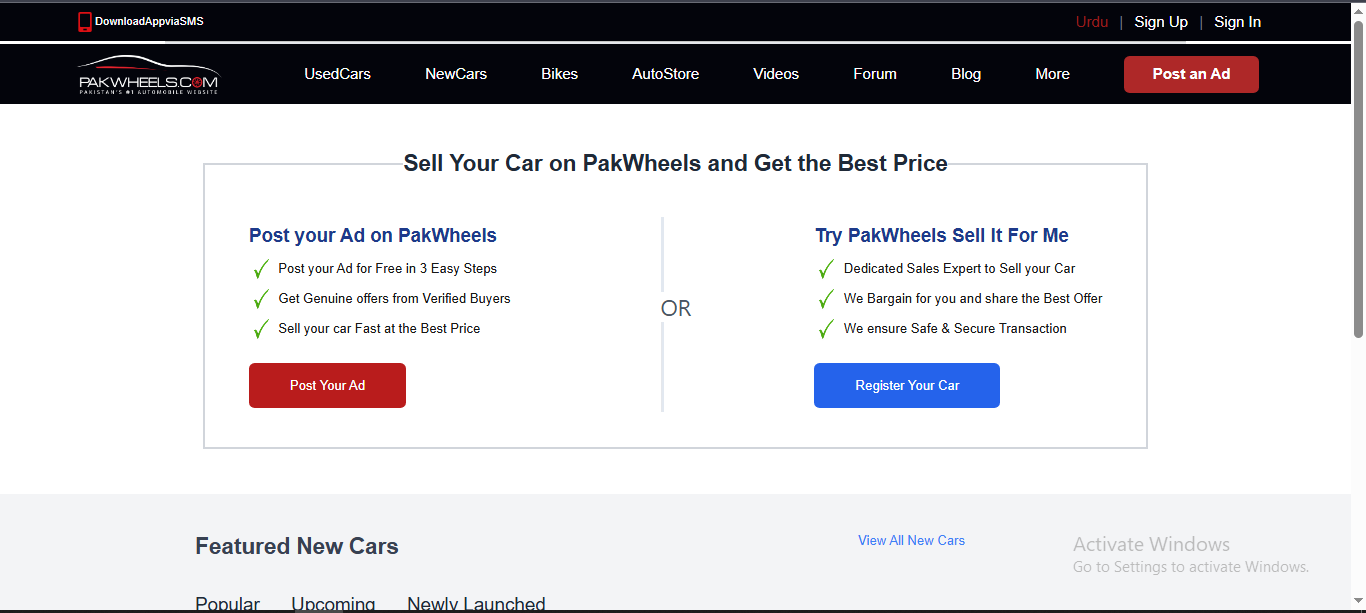 DownloadAppviaSMS
Urdu | Sign Up | Sign In
PAKWHEELS.COM
PAKISTAN'S #1 AUTOMOBILE WEBSITE
UsedCars NewCars Bikes AutoStore Videos Forum Blog More Post an Ad
Sell Your Car on PakWheels and Get the Best Price
Post your Ad on PakWheels
Post your Ad for Free in 3 Easy Steps
Get Genuine offers from Verified Buyers
Sell your car Fast at the Best Price
Post Your Ad
OR
Try PakWheels Sell It For Me
Dedicated Sales Expert to Sell your Car
We Bargain for you and share the Best Offer
We ensure Safe & Secure Transaction
Register Your Car
Featured New Cars
View All New Cars
Activate Windows
Go to Settings to activate Windows.
Popular Upcoming Newly Launched